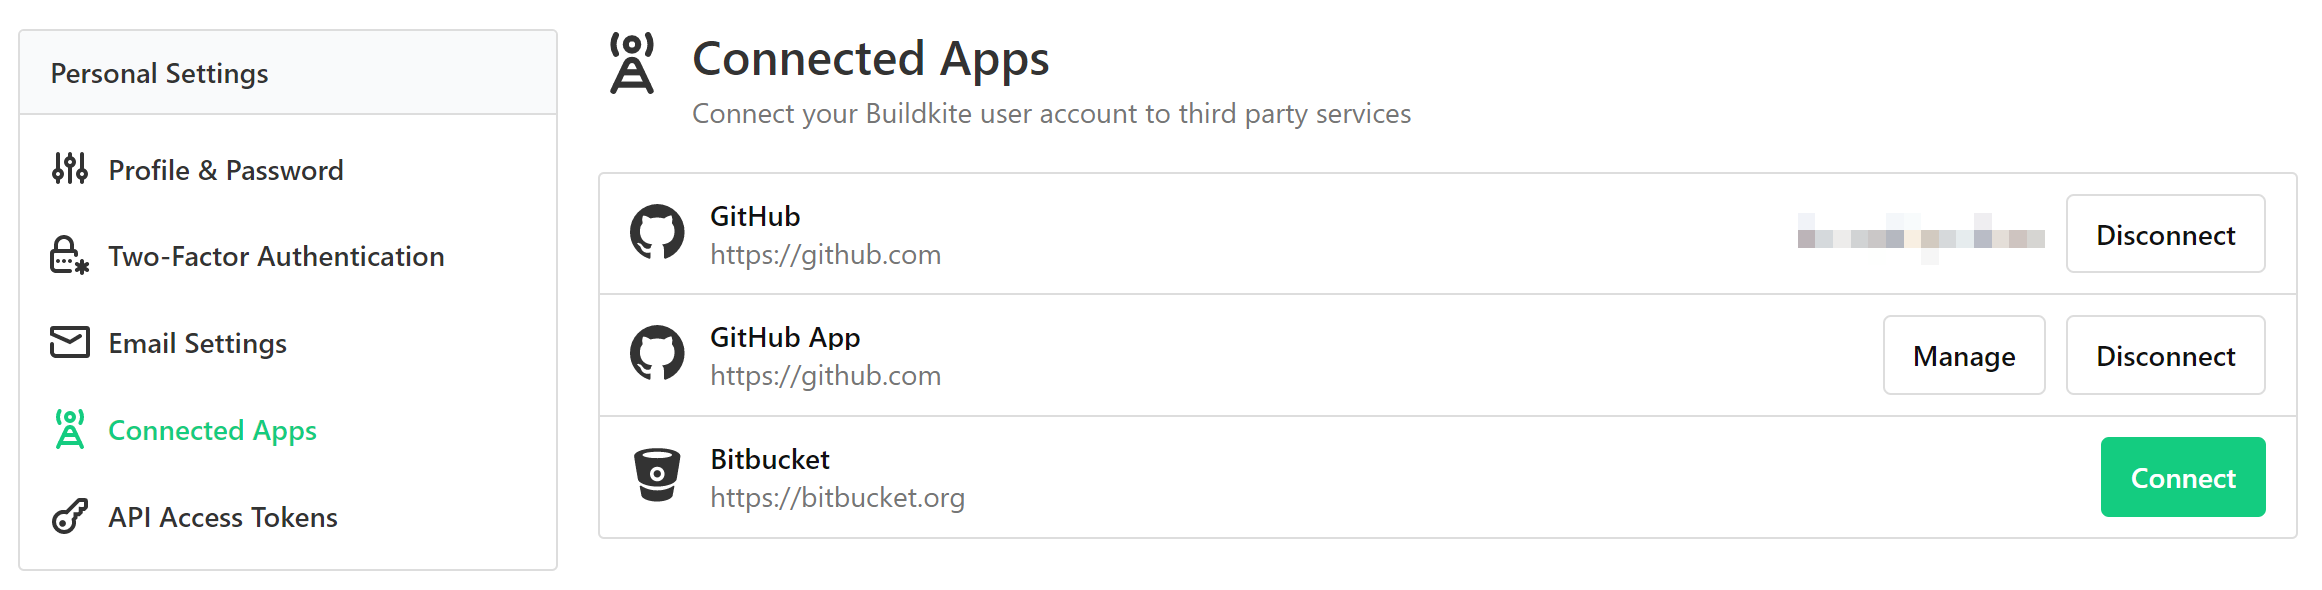 Personal Settings
Profile & Password
Two-Factor Authentication
Email Settings
Connected Apps
API Access Tokens
Connected Apps
Connect your Buildkite user account to third party services
GitHub
https://github.com
Disconnect
GitHub App
https://github.com
Manage
Disconnect
Bitbucket
https://bitbucket.org
Connect